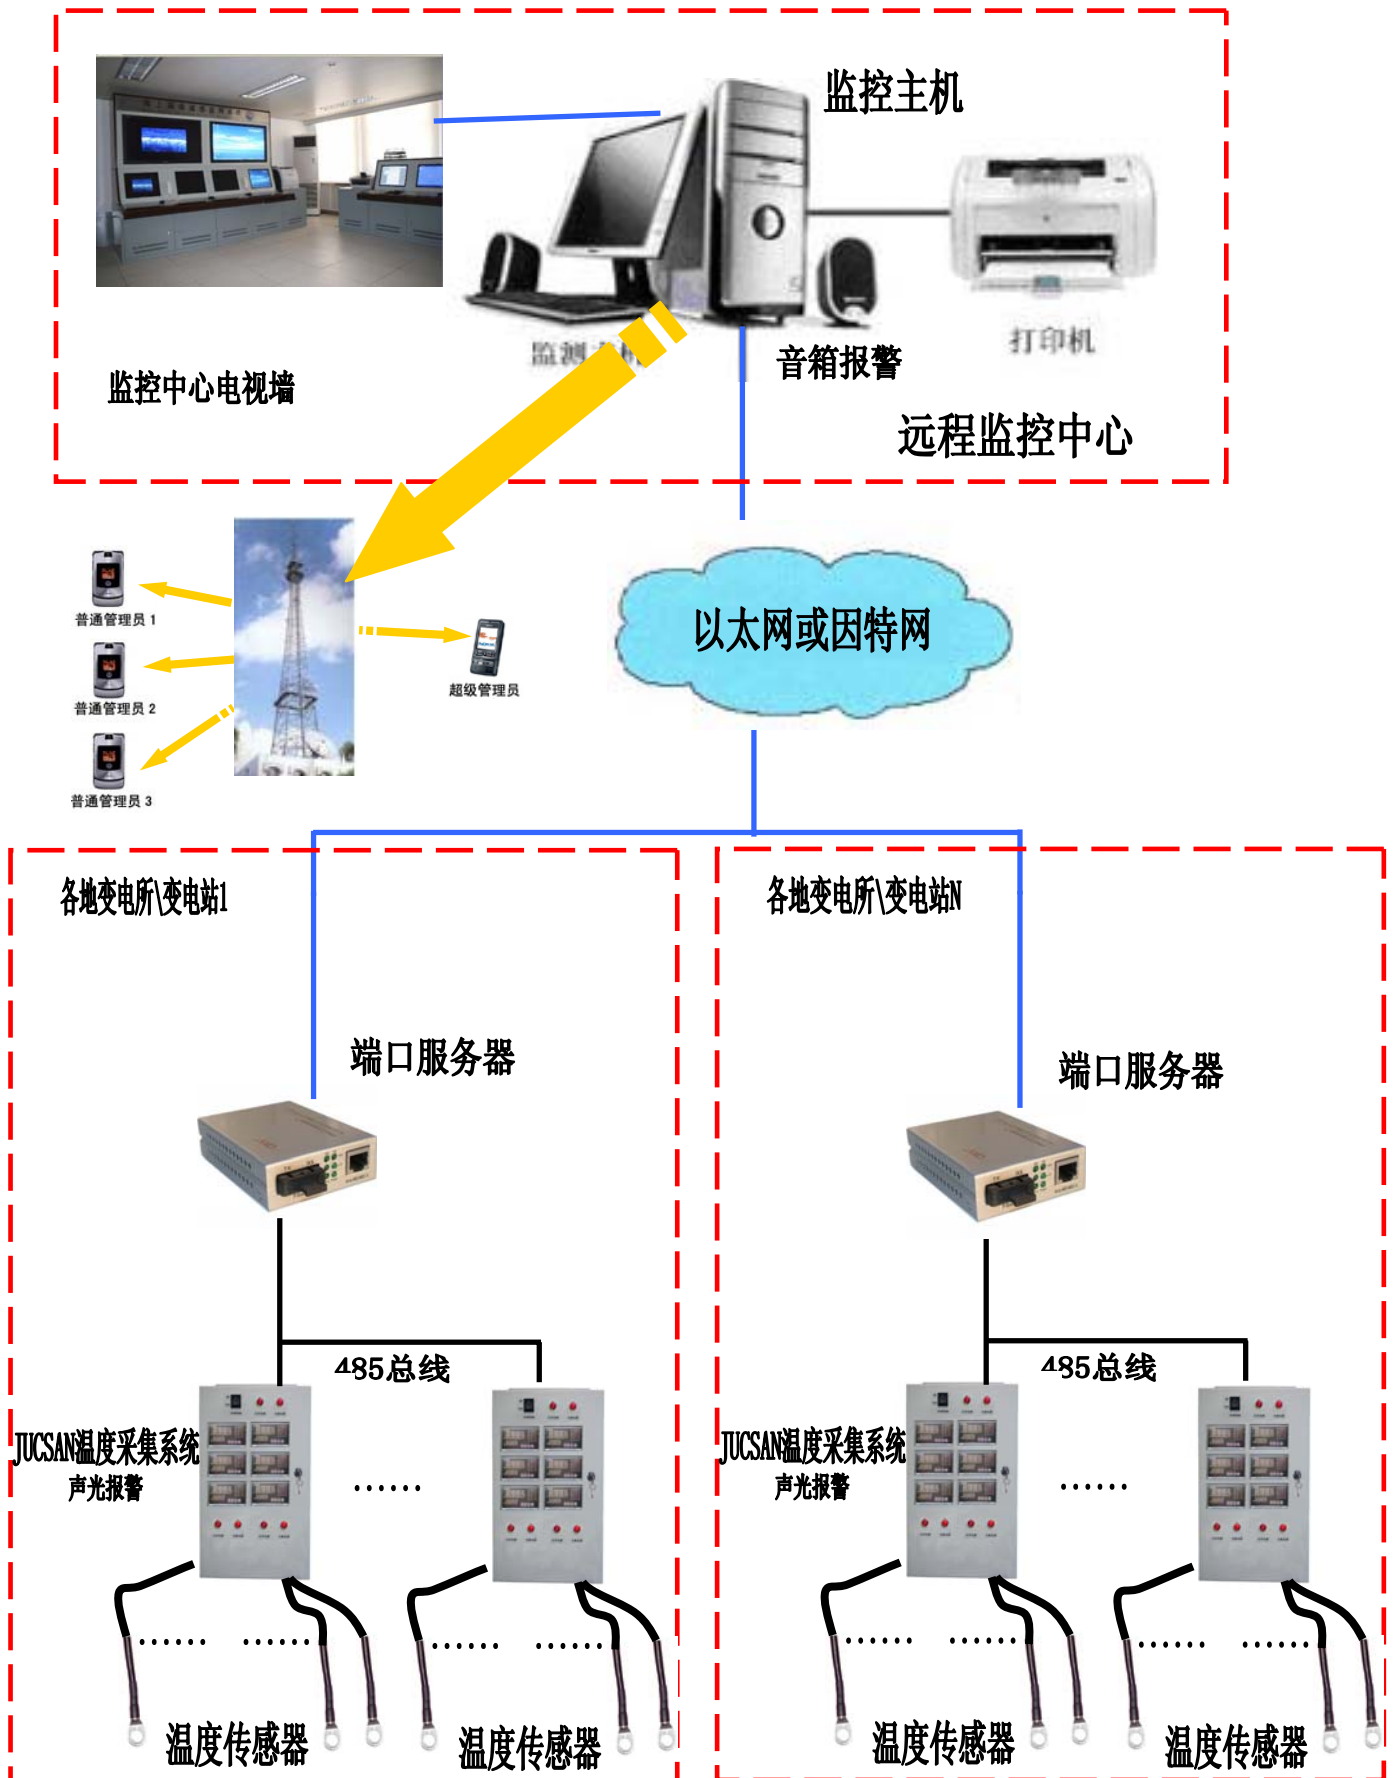 监控主机
打印机
音箱报警
监控中心电视墙
远程监控中心
普通管理员 1
普通管理员 2
普通管理员 3
超级管理员
以太网或因特网
各地变电所\变电站1
端口服务器
485总线
JUCSAN温度采集系统
声光报警
……
……
……
……
……
温度传感器
温度传感器
各地变电所\变电站N
端口服务器
485总线
JUCSAN温度采集系统
声光报警
……
……
……
……
……
温度传感器
温度传感器